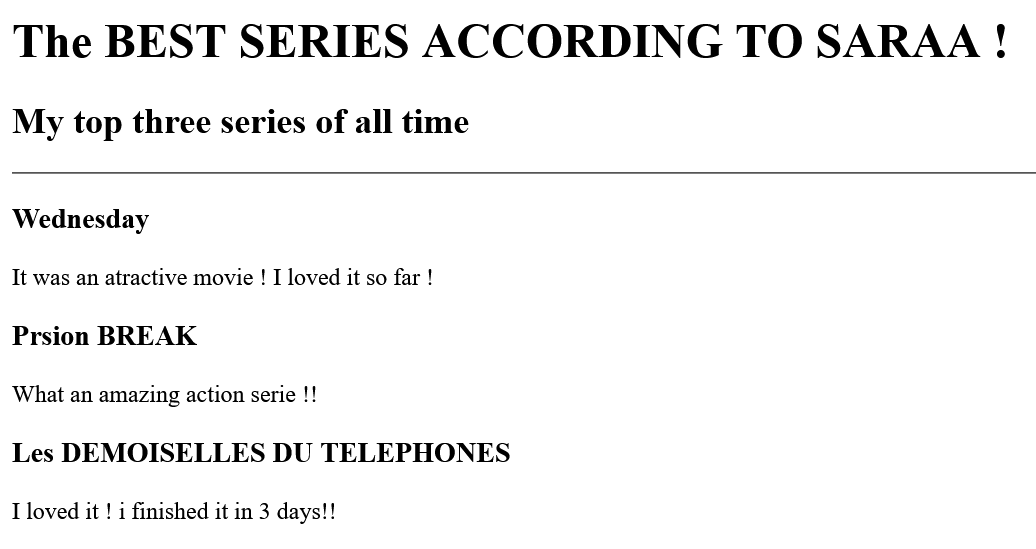 The BEST SERIES ACCORDING TO SARAA !
My top three series of all time
Wednesday
It was an atractive movie ! I loved it so far !
Prsion BREAK
What an amazing action serie !!
Les DEMOISELLES DU TELEPHONES
I loved it ! i finished it in 3 days!!